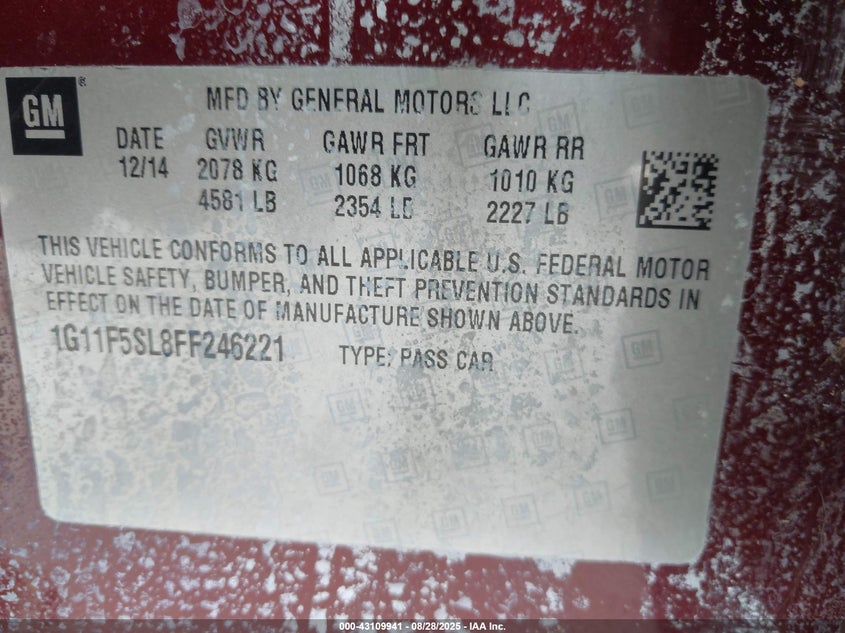 GM
MFD BY GENERAL MOTORS LLC
DATE GVWR GAWR FRT GAWR RR
12/14 2078 KG 1068 KG 1010 KG
4581 LB 2354 LB 2227 LB
THIS VEHICLE CONFORMS TO ALL APPLICABLE U.S. FEDERAL MOTOR
VEHICLE SAFETY, BUMPER, AND THEFT PREVENTION STANDARDS IN
EFFECT ON THE DATE OF MANUFACTURE SHOWN ABOVE.
1G11F5SL8FF246221 TYPE: PASS CAR
000-43109941 - 08/28/2025 - IAA Inc.